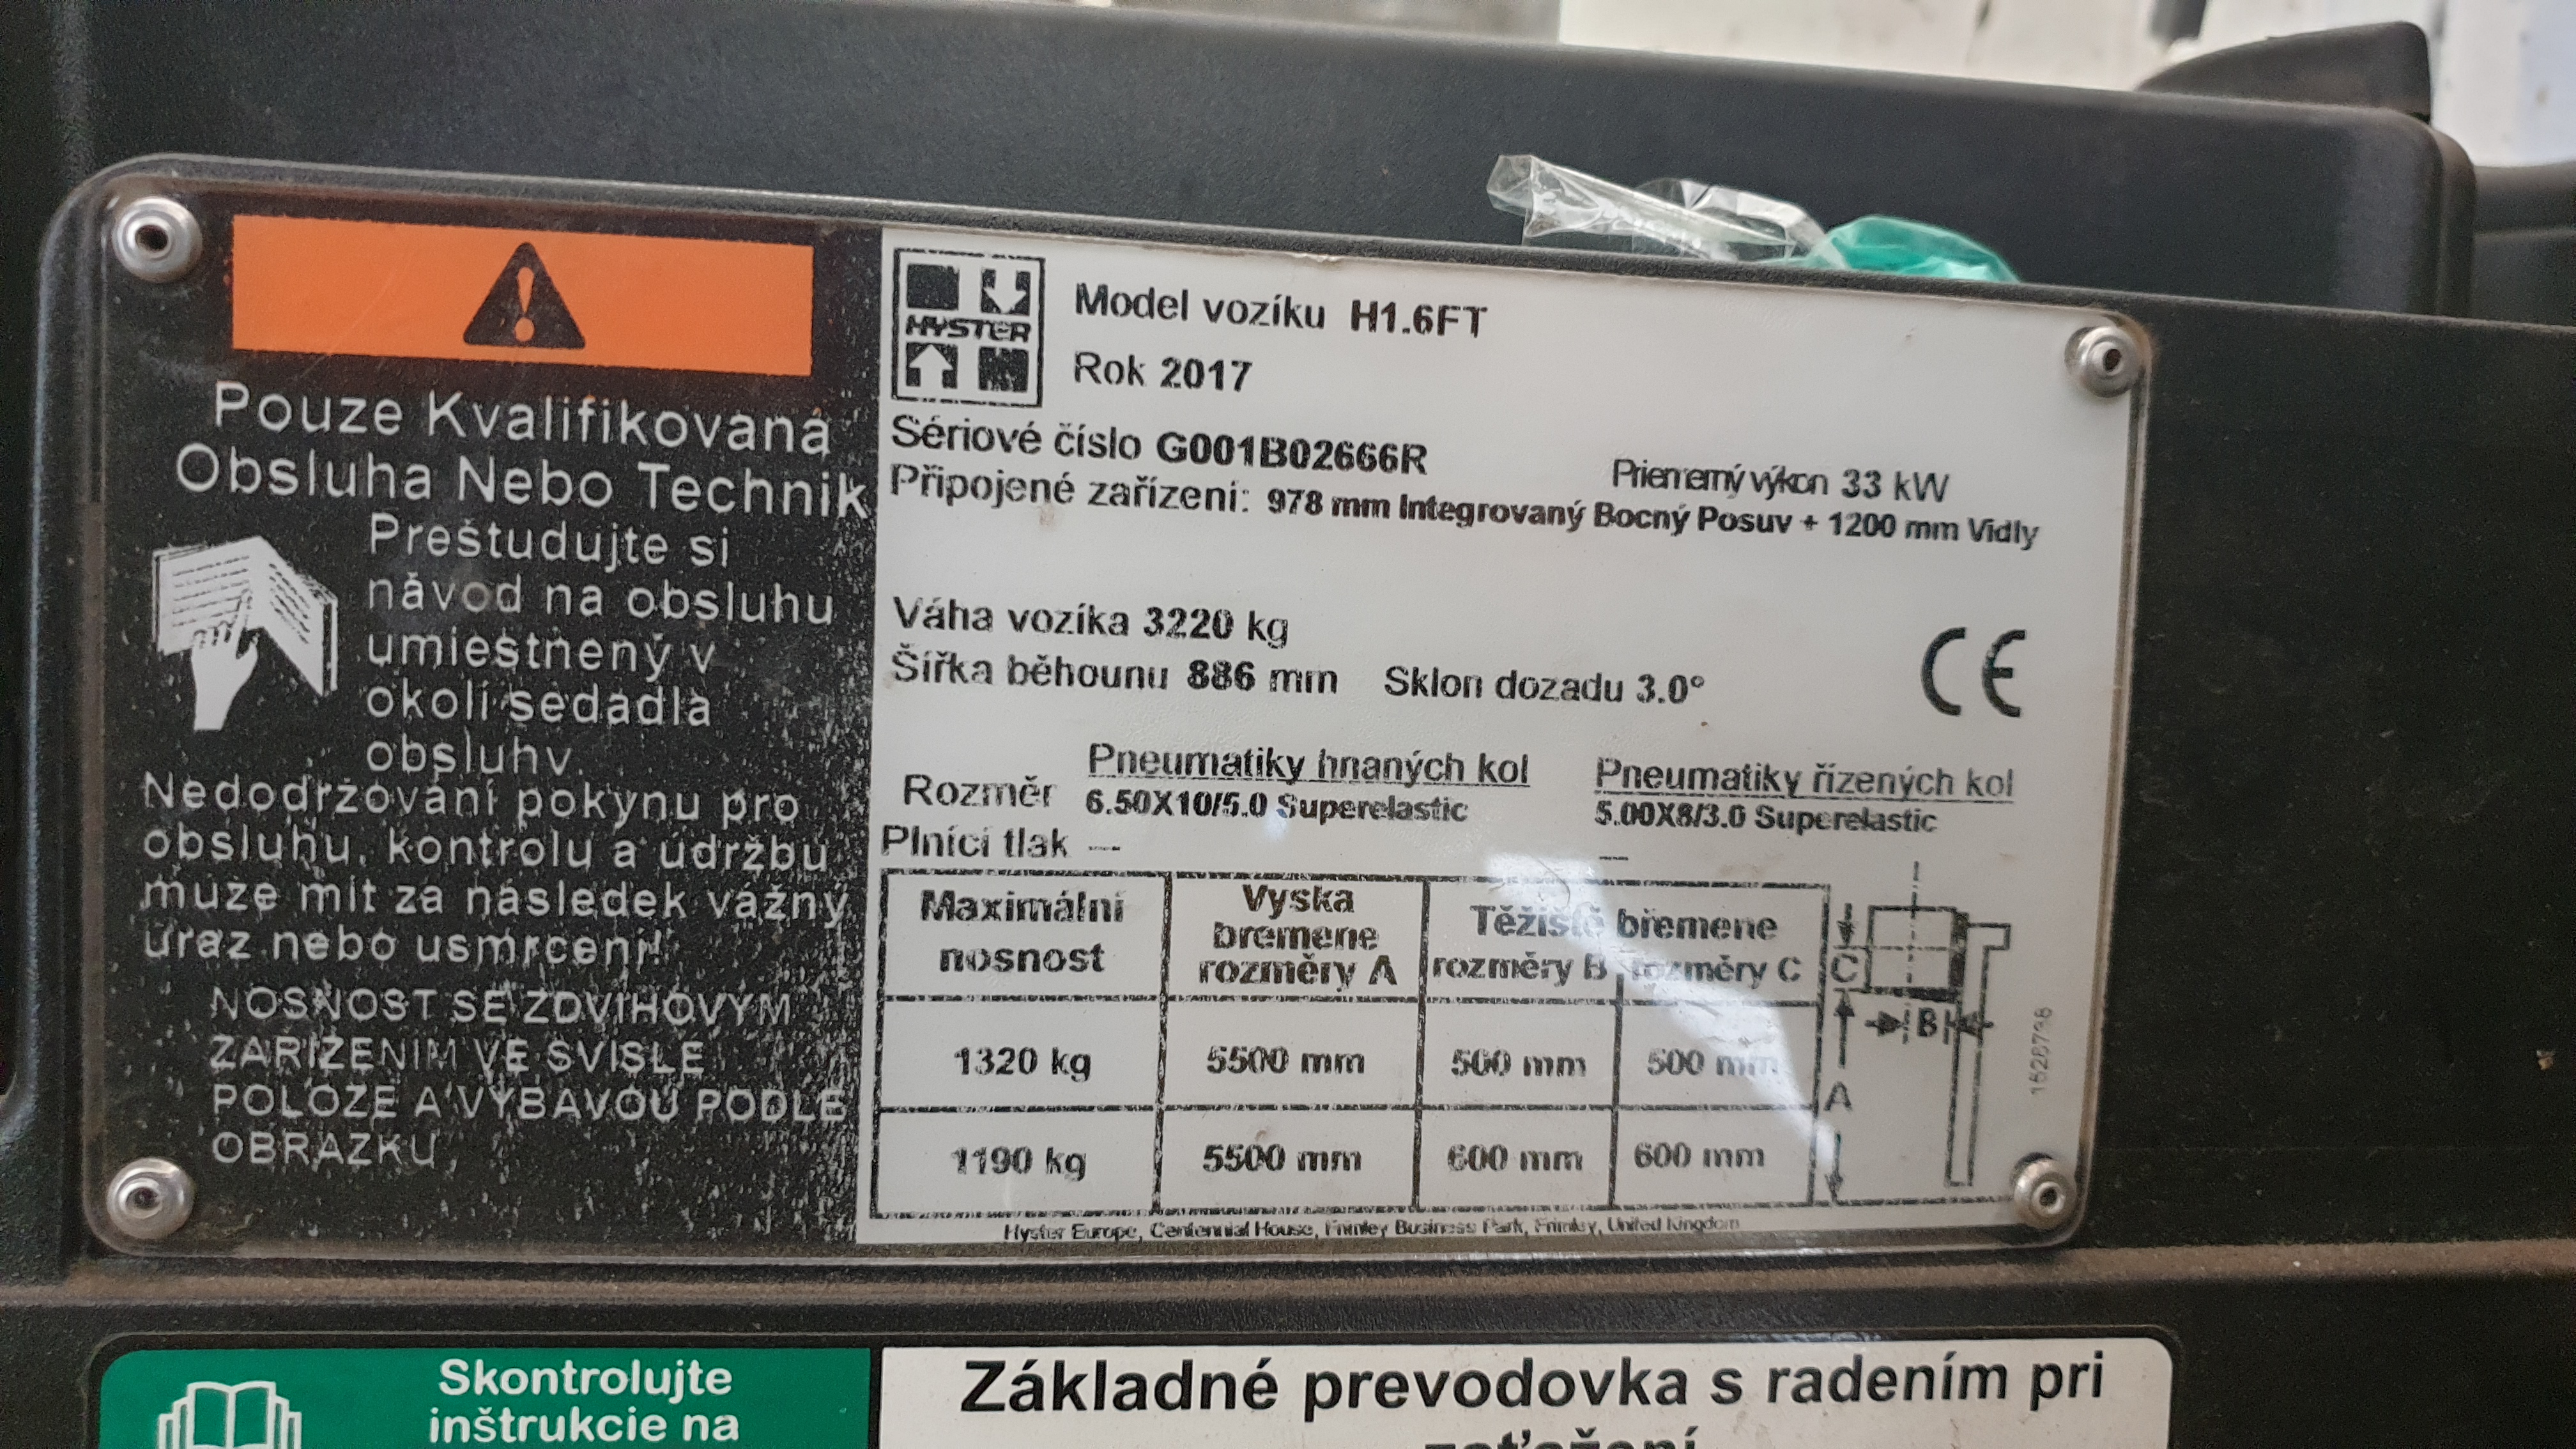 Pouze Kvalifikovaná
Obsluha Nebo Technik
Preštudujte si
návod na obsluhu
umiestnený v
okolí sedadla
obsluhy.
Nedodržování pokynu pro
obsluhu, kontrolu a údržbu
muze mít za následek vážný
úraz nebo usmrcení!
NOSNOST SE ZDVIHOVÝM
ZAŘÍZENÍM VE SVISLÉ
POLOZE A VÝBAVOU PODLE
OBRÁZKU
HYSTER
Model vozíku H1.6FT
Rok 2017
Sériové číslo G001B02666R
Priemerný výkon 33 kW
Připojené zařízení: 978 mm Integrovaný Bocný Posuv + 1200 mm Vidly
Váha vozíka 3220 kg
Šířka běhounu 886 mm Sklon dozadu 3.0°
CE
Pneumatiky hnaných kol Pneumatiky řízených kol
Rozměr 6.50X10/5.0 Superelastic 5.00X8/3.0 Superelastic
Plnící tlak --- ---
Maximální nosnost
Vyska bremene rozměry A
Těžiště břemene
rozměry B rozměry C
1320 kg 5500 mm 500 mm 500 mm
1190 kg 5500 mm 600 mm 600 mm
C
B
A
Hyster Europe, Centennial House, Frimley Business Park, Frimley, United Kingdom
Skontrolujte
inštrukcie na
Základné prevodovka s radením pri
zaťažení